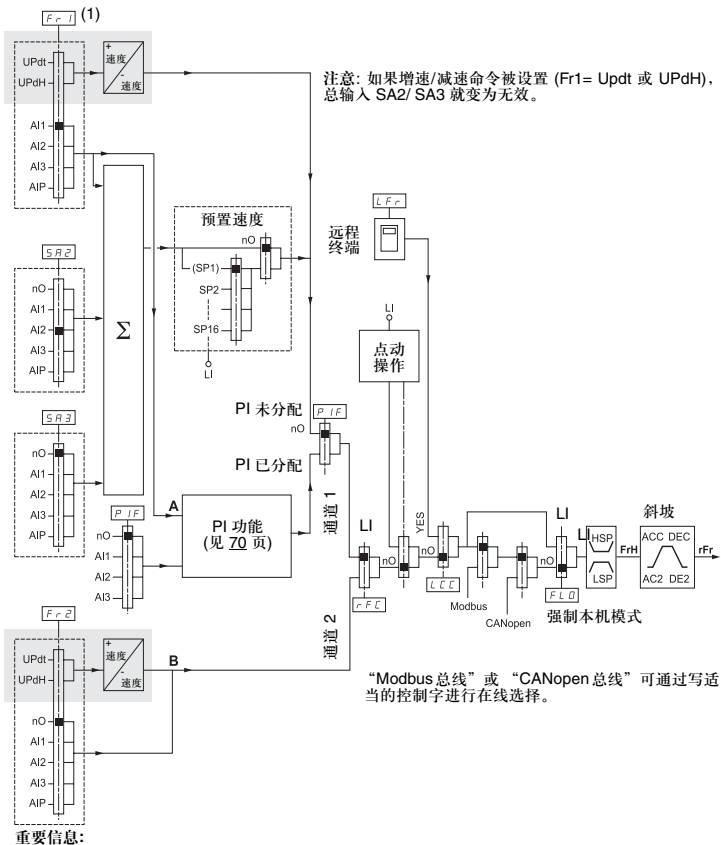 Fr1 (1)
UPdt
UPdH
AI1
AI2
AI3
AIP
+
速度
-
速度
注意: 如果增速/减速命令被设置 (Fr1= Updt 或 UPdH),
总输入 SA2/ SA3 就变为无效。
SA2
nO
AI1
AI2
AI3
AIP
Σ
预置速度
nO
(SP1)
SP2
SP16
LI
LFr
远程
终端
LI
点动
操作
SA3
nO
AI1
AI2
AI3
AIP
PI 未分配
PIF
nO
PI 已分配
A
PI 功能
(见 70 页)
PIF
nO
AI1
AI2
AI3
通道 1
LI
rFC
nO
YES
nO
LCC
Modbus
nO
CANopen
LI
nO
FLO
强制本机模式
LI
HSP
LSP
FrH
斜坡
ACC DEC
AC2 DE2
rFr
Fr2
UPdt
UPdH
nO
AI1
AI2
AI3
AIP
+
速度
-
速度
B
通道 2
“Modbus 总线”或 “CANopen 总线”可通过写适
当的控制字进行在线选择。
重要信息: